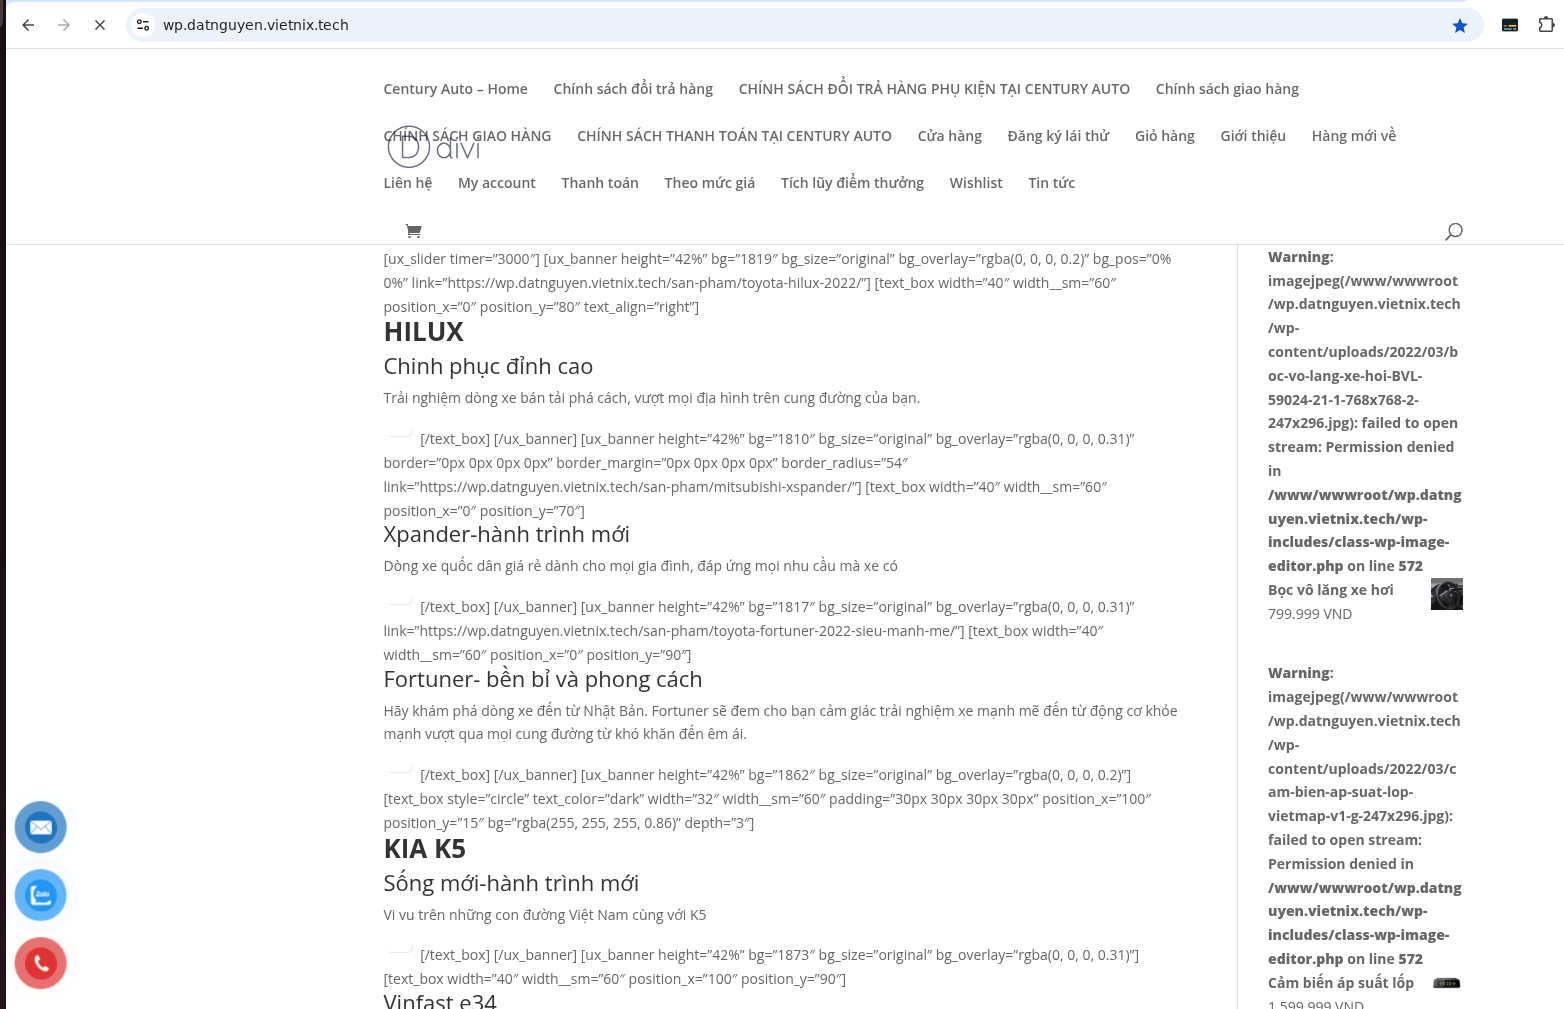 wp.datnguyen.vietnix.tech
Century Auto – Home Chính sách đổi trả hàng CHÍNH SÁCH ĐỔI TRẢ HÀNG PHỤ KIỆN TẠI CENTURY AUTO Chính sách giao hàng
CHÍNH SÁCH GIAO HÀNG CHÍNH SÁCH THANH TOÁN TẠI CENTURY AUTO Cửa hàng Đăng ký lái thử Giỏ hàng Giới thiệu Hàng mới về
divi
Liên hệ My account Thanh toán Theo mức giá Tích lũy điểm thưởng Wishlist Tin tức
[ux_slider timer=”3000″] [ux_banner height=”42%” bg=”1819″ bg_size=”original” bg_overlay=”rgba(0, 0, 0, 0.2)” bg_pos=”0%
0%” link=”https://wp.datnguyen.vietnix.tech/san-pham/toyota-hilux-2022/”] [text_box width=”40″ width__sm=”60″
position_x=”0″ position_y=”80″ text_align=”right”]
HILUX
Chinh phục đỉnh cao
Trải nghiệm dòng xe bán tải phá cách, vượt mọi địa hình trên cung đường của bạn.
[/text_box] [/ux_banner] [ux_banner height=”42%” bg=”1810″ bg_size=”original” bg_overlay=”rgba(0, 0, 0, 0.31)”
border=”0px 0px 0px 0px” border_margin=”0px 0px 0px 0px” border_radius=”54″
link=”https://wp.datnguyen.vietnix.tech/san-pham/mitsubishi-xspander/”] [text_box width=”40″ width__sm=”60″
position_x=”0″ position_y=”70″]
Xpander-hành trình mới
Dòng xe quốc dân giá rẻ dành cho mọi gia đình, đáp ứng mọi nhu cầu mà xe có
[/text_box] [/ux_banner] [ux_banner height=”42%” bg=”1817″ bg_size=”original” bg_overlay=”rgba(0, 0, 0, 0.31)”
link=”https://wp.datnguyen.vietnix.tech/san-pham/toyota-fortuner-2022-sieu-manh-me/”] [text_box width=”40″
width__sm=”60″ position_x=”0″ position_y=”90″]
Fortuner- bền bỉ và phong cách
Hãy khám phá dòng xe đến từ Nhật Bản. Fortuner sẽ đem cho bạn cảm giác trải nghiệm xe mạnh mẽ đến từ động cơ khỏe
mạnh vượt qua mọi cung đường từ khó khăn đến êm ái.
[/text_box] [/ux_banner] [ux_banner height=”42%” bg=”1862″ bg_size=”original” bg_overlay=”rgba(0, 0, 0, 0.2)”]
[text_box style=”circle” text_color=”dark” width=”32″ width__sm=”60″ padding=”30px 30px 30px 30px” position_x=”100″
position_y=”15″ bg=”rgba(255, 255, 255, 0.86)” depth=”3″]
KIA K5
Sống mới-hành trình mới
Vi vu trên những con đường Việt Nam cùng với K5
[/text_box] [/ux_banner] [ux_banner height=”42%” bg=”1873″ bg_size=”original” bg_overlay=”rgba(0, 0, 0, 0.31)”]
[text_box width=”40″ width__sm=”60″ position_x=”100″ position_y=”90″]
Vinfast e34
Warning:
imagejpeg(/www/wwwroot
/wp.datnguyen.vietnix.tech
/wp-
content/uploads/2022/03/b
oc-vo-lang-xe-hoi-BVL-
59024-21-1-768x768-2-
247x296.jpg): failed to open
stream: Permission denied
in
/www/wwwroot/wp.datng
uyen.vietnix.tech/wp-
includes/class-wp-image-
editor.php on line 572
Bọc vô lăng xe hơi
799.999 VND
Warning:
imagejpeg(/www/wwwroot
/wp.datnguyen.vietnix.tech
/wp-
content/uploads/2022/03/c
am-bien-ap-suat-lop-
vietmap-v1-g-247x296.jpg):
failed to open stream:
Permission denied in
/www/wwwroot/wp.datng
uyen.vietnix.tech/wp-
includes/class-wp-image-
editor.php on line 572
Cảm biến áp suất lốp
1.599.999 VND
Zalo